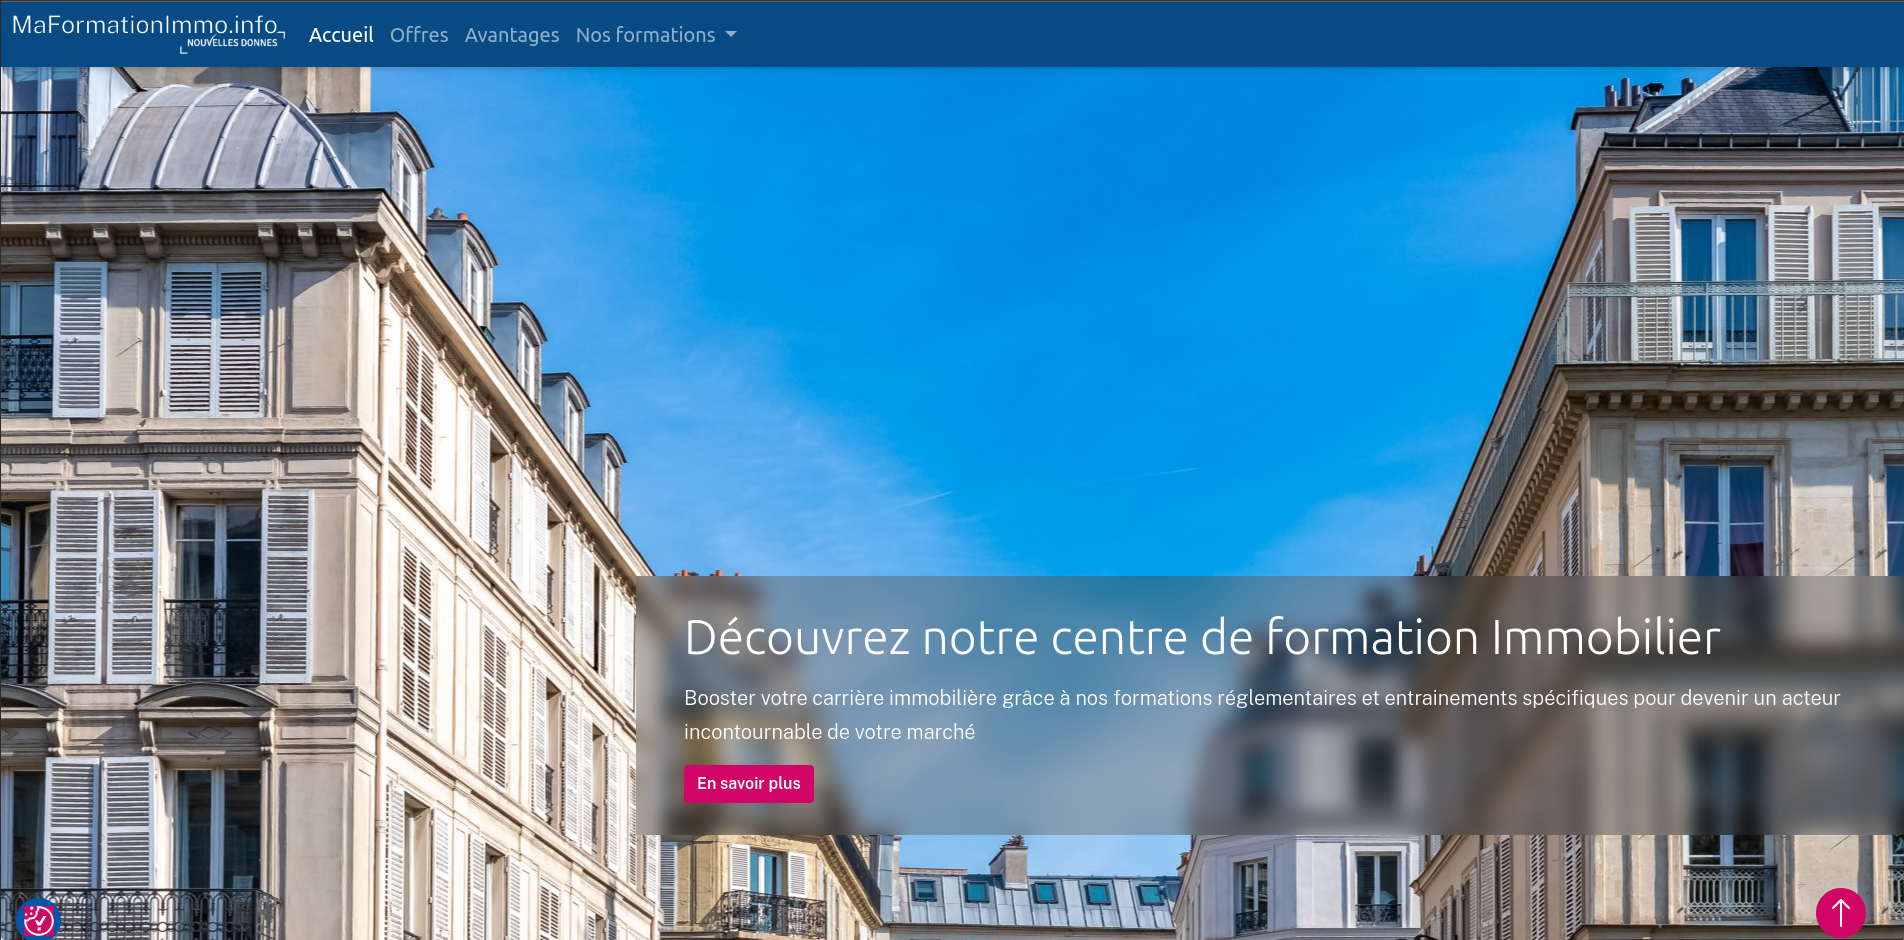 MaFormationImmo.info
NOUVELLES DONNES
Accueil Offres Avantages Nos formations
Découvrez notre centre de formation Immobilier
Booster votre carrière immobilière grâce à nos formations réglementaires et entrainements spécifiques pour devenir un acteur
incontournable de votre marché
En savoir plus